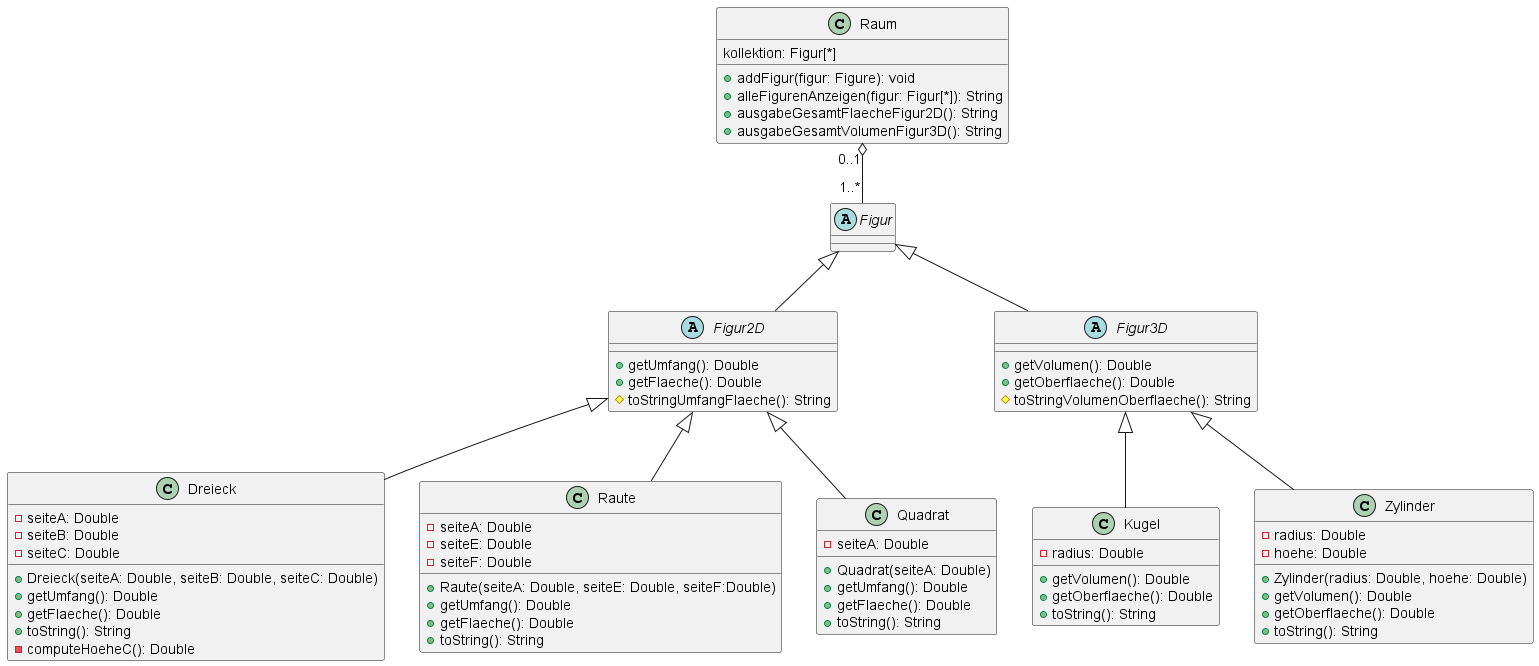 C Raum
kollektion: Figur[*]
addFigur(figur: Figure): void
alleFigurenAnzeigen(figur: Figur[*]): String
ausgabeGesamtFlaecheFigur2D(): String
ausgabeGesamtVolumenFigur3D(): String
0..1
1..*
A Figur
A Figur2D
getUmfang(): Double
getFlaeche(): Double
toStringUmfangFlaeche(): String
A Figur3D
getVolumen(): Double
getOberflaeche(): Double
toStringVolumenOberflaeche(): String
C Dreieck
seiteA: Double
seiteB: Double
seiteC: Double
Dreieck(seiteA: Double, seiteB: Double, seiteC: Double)
getUmfang(): Double
getFlaeche(): Double
toString(): String
computeHoeheC(): Double
C Raute
seiteA: Double
seiteE: Double
seiteF: Double
Raute(seiteA: Double, seiteE: Double, seiteF:Double)
getUmfang(): Double
getFlaeche(): Double
toString(): String
C Quadrat
seiteA: Double
Quadrat(seiteA: Double)
getUmfang(): Double
getFlaeche(): Double
toString(): String
C Kugel
radius: Double
getVolumen(): Double
getOberflaeche(): Double
toString(): String
C Zylinder
radius: Double
hoehe: Double
Zylinder(radius: Double, hoehe: Double)
getVolumen(): Double
getOberflaeche(): Double
toString(): String